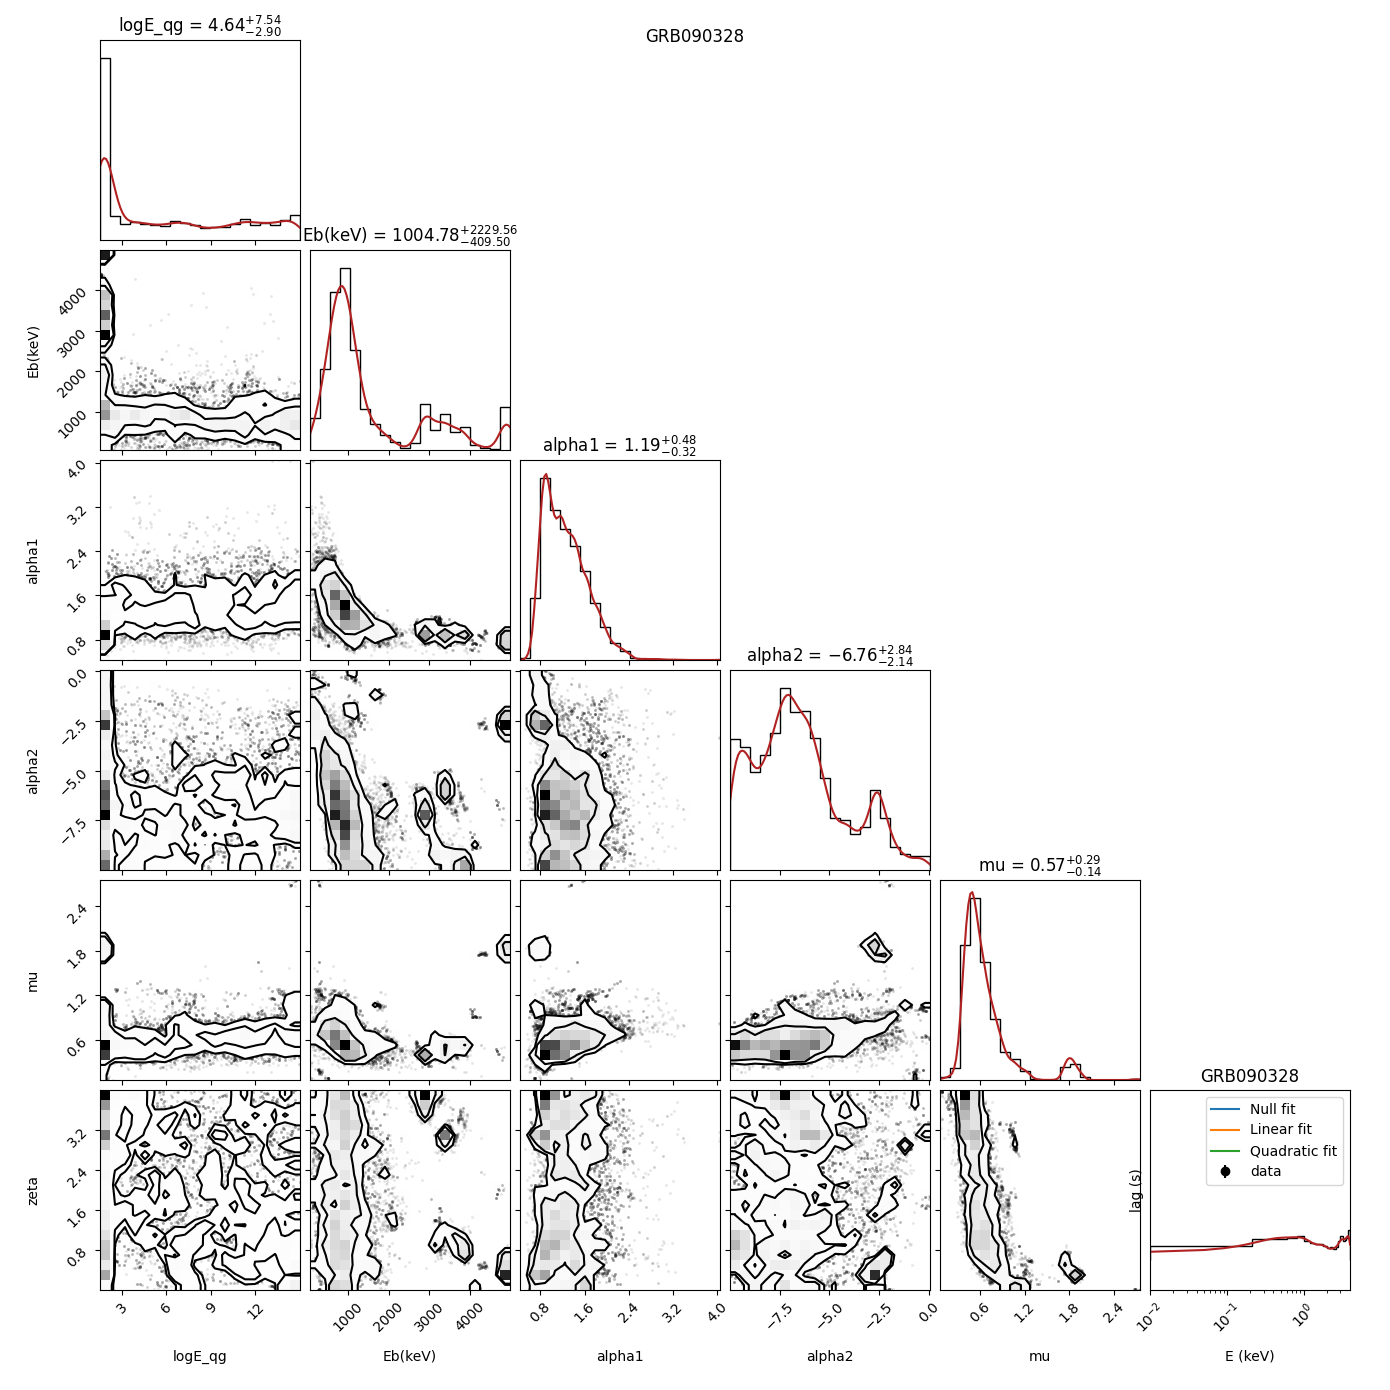 logE_qg = 4.64+7.54−2.90
GRB090328
Eb(keV) = 1004.78+2229.56−409.50
Eb(keV)
4000
3000
2000
1000
alpha1 = 1.19+0.48−0.32
alpha1
4.0
3.2
2.4
1.6
0.8
alpha2 = −6.76+2.84−2.14
alpha2
0.0
−2.5
−5.0
−7.5
mu = 0.57+0.29−0.14
mu
2.4
1.8
1.2
0.6
GRB090328
Null fit
Linear fit
Quadratic fit
data
lag (s)
zeta
3.2
2.4
1.6
0.8
3 6 9 12
1000 2000 3000 4000
0.8 1.6 2.4 3.2 4.0
−7.5 −5.0 −2.5 0.0
0.6 1.2 1.8 2.4
10−2 10−1 100
logE_qg
Eb(keV)
alpha1
alpha2
mu
E (keV)